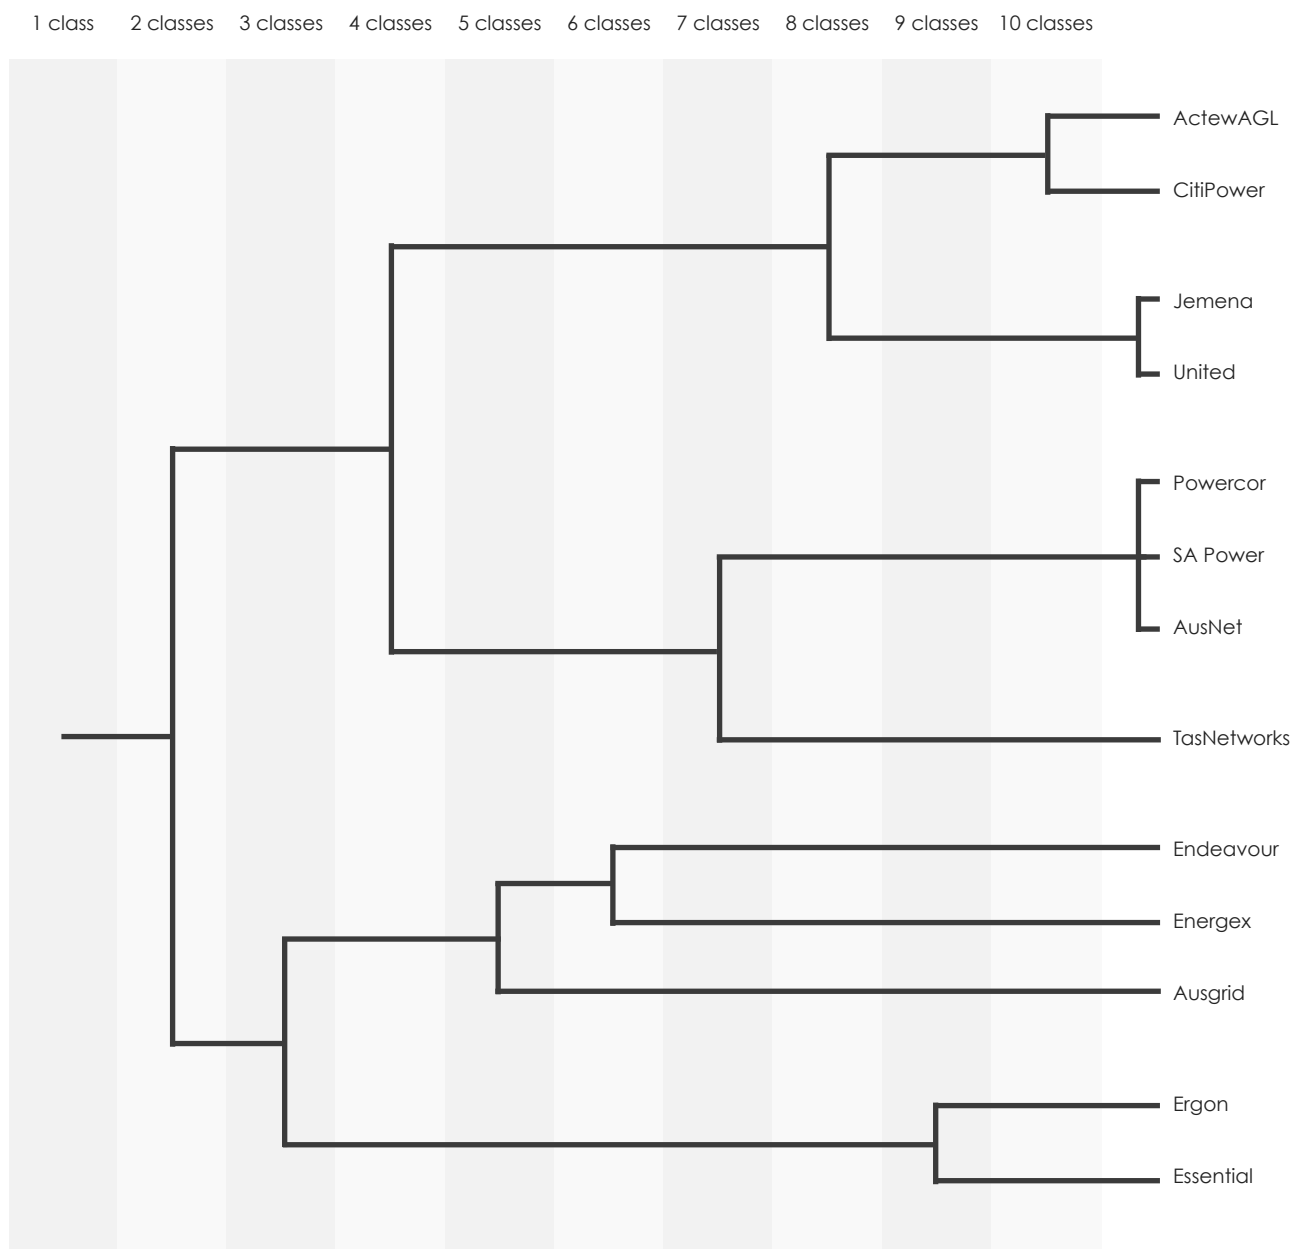 1 class 2 classes 3 classes 4 classes 5 classes 6 classes 7 classes 8 classes 9 classes 10 classes
ActewAGL
CitiPower
Jemena
United
Powercor
SA Power
AusNet
TasNetworks
Endeavour
Energex
Ausgrid
Ergon
Essential